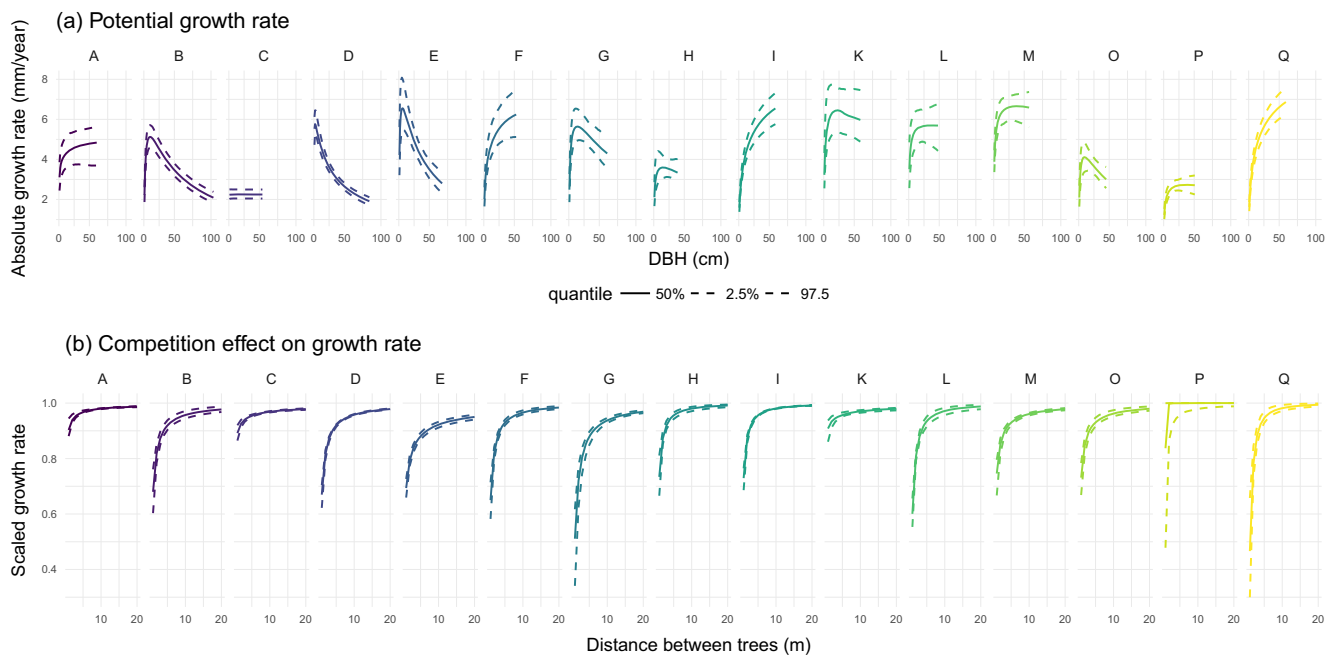 (a) Potential growth rate
A B C D E F G H I K L M O P Q
Absolute growth rate (mm/year)
8
6
4
2
0 50 100 0 50 100 0 50 100 0 50 100 0 50 100 0 50 100 0 50 100 0 50 100 0 50 100 0 50 100 0 50 100 0 50 100 0 50 100 0 50 100 0 50 100
DBH (cm)
quantile 50% 2.5% 97.5
(b) Competition effect on growth rate
A B C D E F G H I K L M O P Q
Scaled growth rate
1.0
0.8
0.6
0.4
10 20 10 20 10 20 10 20 10 20 10 20 10 20 10 20 10 20 10 20 10 20 10 20 10 20 10 20 10 20
Distance between trees (m)